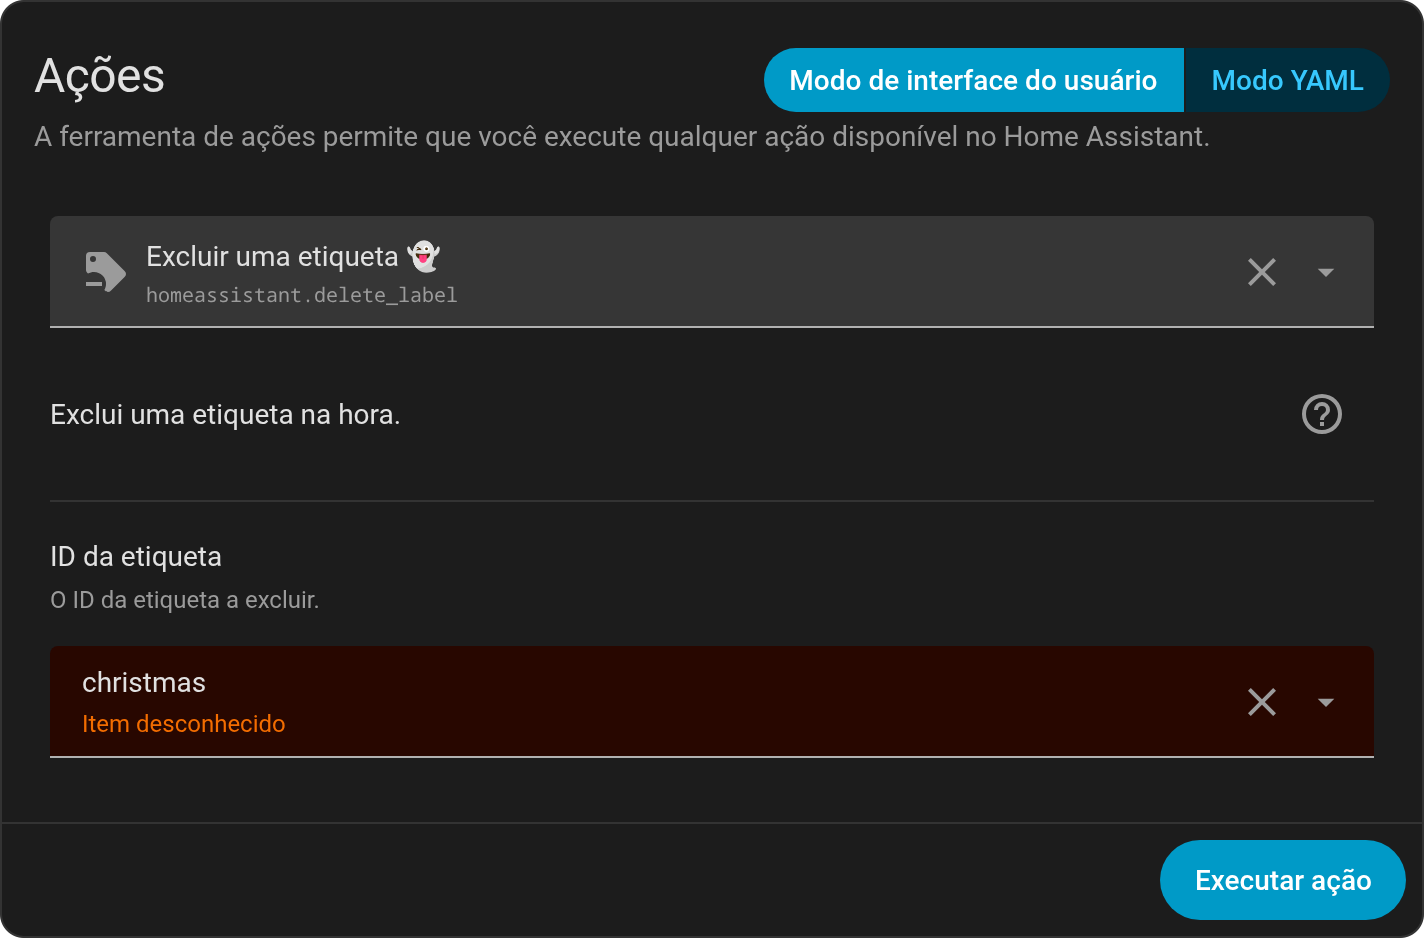 Ações
Modo de interface do usuário
Modo YAML
A ferramenta de ações permite que você execute qualquer ação disponível no Home Assistant.
Excluir uma etiqueta 👻
homeassistant.delete_label
Exclui uma etiqueta na hora.
ID da etiqueta
O ID da etiqueta a excluir.
christmas
Item desconhecido
Executar ação